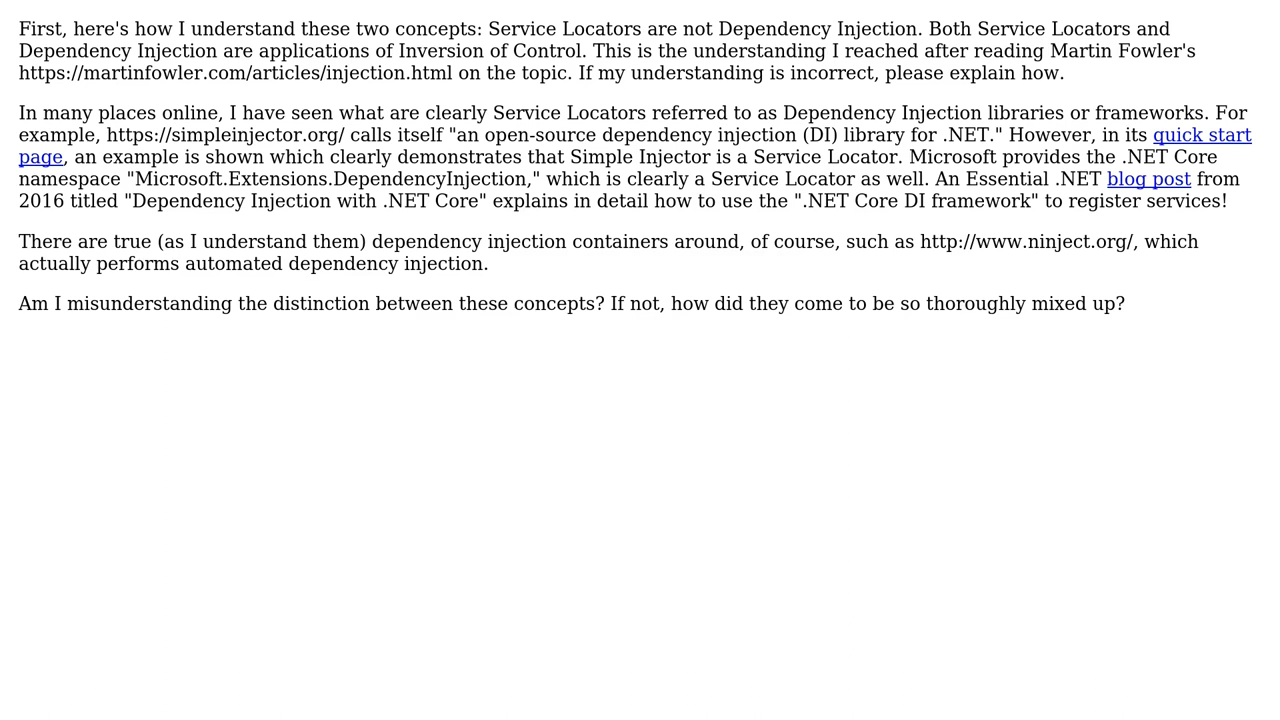 First, here's how I understand these two concepts: Service Locators are not Dependency Injection. Both Service Locators and
Dependency Injection are applications of Inversion of Control. This is the understanding I reached after reading Martin Fowler's
https://martinfowler.com/articles/injection.html on the topic. If my understanding is incorrect, please explain how.
In many places online, I have seen what are clearly Service Locators referred to as Dependency Injection libraries or frameworks. For
example, https://simpleinjector.org/ calls itself "an open-source dependency injection (DI) library for .NET." However, in its quick start
page, an example is shown which clearly demonstrates that Simple Injector is a Service Locator. Microsoft provides the .NET Core
namespace "Microsoft.Extensions.DependencyInjection," which is clearly a Service Locator as well. An Essential .NET blog post from
2016 titled "Dependency Injection with .NET Core" explains in detail how to use the ".NET Core DI framework" to register services!
There are true (as I understand them) dependency injection containers around, of course, such as http://www.ninject.org/, which
actually performs automated dependency injection.
Am I misunderstanding the distinction between these concepts? If not, how did they come to be so thoroughly mixed up?